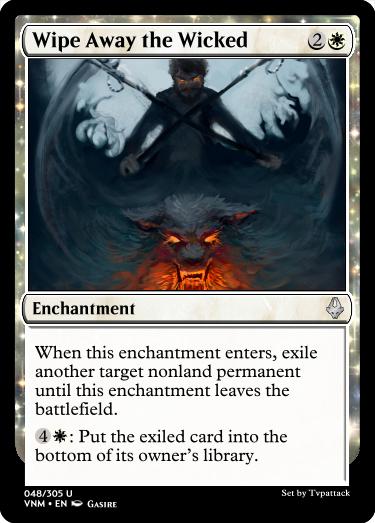 Wipe Away the Wicked 2
Enchantment
When this enchantment enters, exile
another target nonland permanent
until this enchantment leaves the
battlefield.
4: Put the exiled card into the
bottom of its owner's library.
048/305 U
VNM • EN Gasire
Set by Tvpattack